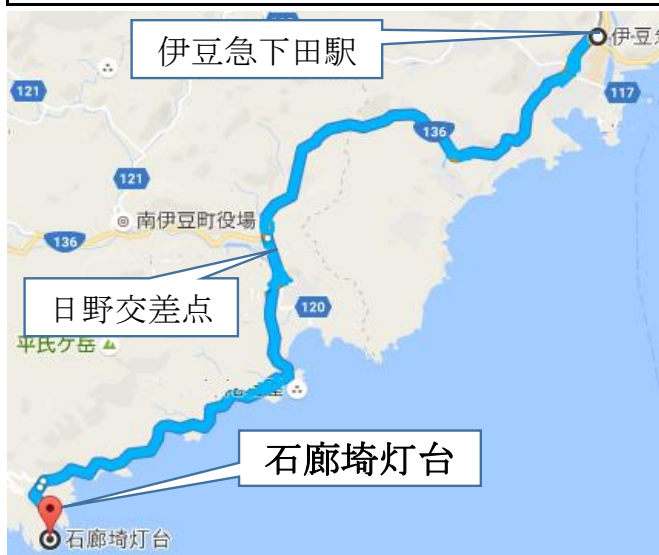 伊豆急下田駅
伊豆急
121
117
136
121
南伊豆町役場
136
日野交差点
120
平氏ケ岳
石廊埼灯台
石廊埼灯台